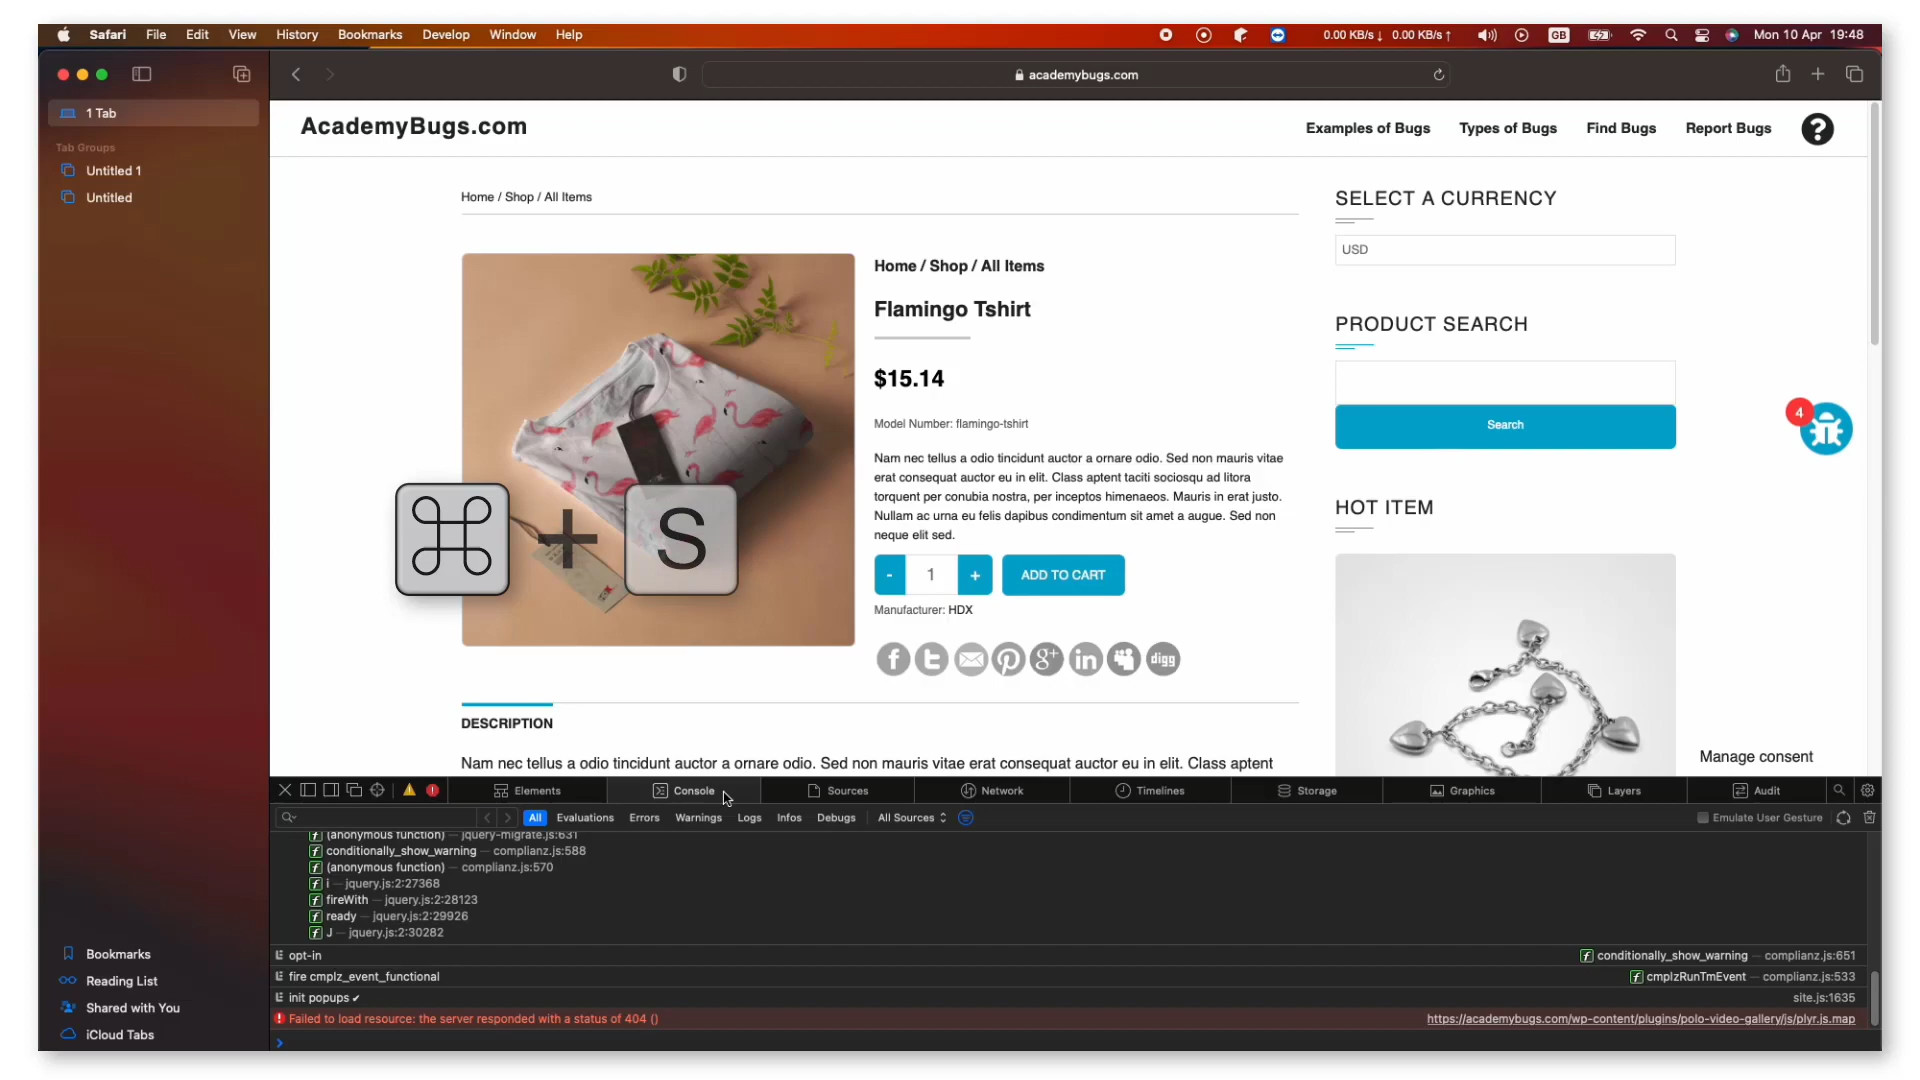 Safari File Edit View History Bookmarks Develop Window Help
0.00 KB/s↓ 0.00 KB/s↑ GB Mon 10 Apr 19:48
academybugs.com
1 Tab
Tab Groups
Untitled 1
Untitled
Bookmarks
Reading List
Shared with You
iCloud Tabs
AcademyBugs.com
Examples of Bugs Types of Bugs Find Bugs Report Bugs ?
Home / Shop / All Items
Home / Shop / All Items
Flamingo Tshirt
$15.14
Model Number: flamingo-tshirt
Nam nec tellus a odio tincidunt auctor a ornare odio. Sed non mauris vitae
erat consequat auctor eu in elit. Class aptent taciti sociosqu ad litora
torquent per conubia nostra, per inceptos himenaeos. Mauris in erat justo.
Nullam ac urna eu felis dapibus condimentum sit amet a augue. Sed non
neque elit sed.
- 1 + ADD TO CART
Manufacturer: HDX
digg
⌘ + S
DESCRIPTION
Nam nec tellus a odio tincidunt auctor a ornare odio. Sed non mauris vitae erat consequat auctor eu in elit. Class aptent
SELECT A CURRENCY
USD
PRODUCT SEARCH
Search
4
HOT ITEM
Manage consent
Elements Console Sources Network Timelines Storage Graphics Layers Audit
All Evaluations Errors Warnings Logs Infos Debugs All Sources Emulate User Gesture
(anonymous function) — jquery-migrate.js:631
conditionally_show_warning — complianz.js:588
(anonymous function) — complianz.js:570
i — jquery.js:2:27368
fireWith — jquery.js:2:28123
ready — jquery.js:2:29926
J — jquery.js:2:30282
opt-in conditionally_show_warning — complianz.js:651
fire cmplz_event_functional cmplzRunTmEvent — complianz.js:533
init popups ✓ site.js:1635
Failed to load resource: the server responded with a status of 404 () https://academybugs.com/wp-content/plugins/polo-video-gallery/js/plyr.js.map